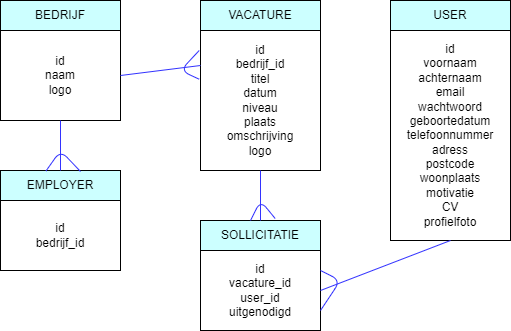 BEDRIJF
id
naam
logo
VACATURE
id
bedrijf_id
titel
datum
niveau
plaats
omschrijving
logo
USER
id
voornaam
achternaam
email
wachtwoord
geboortedatum
telefoonnummer
adress
postcode
woonplaats
motivatie
CV
profielfoto
EMPLOYER
id
bedrijf_id
SOLLICITATIE
id
vacature_id
user_id
uitgenodigd